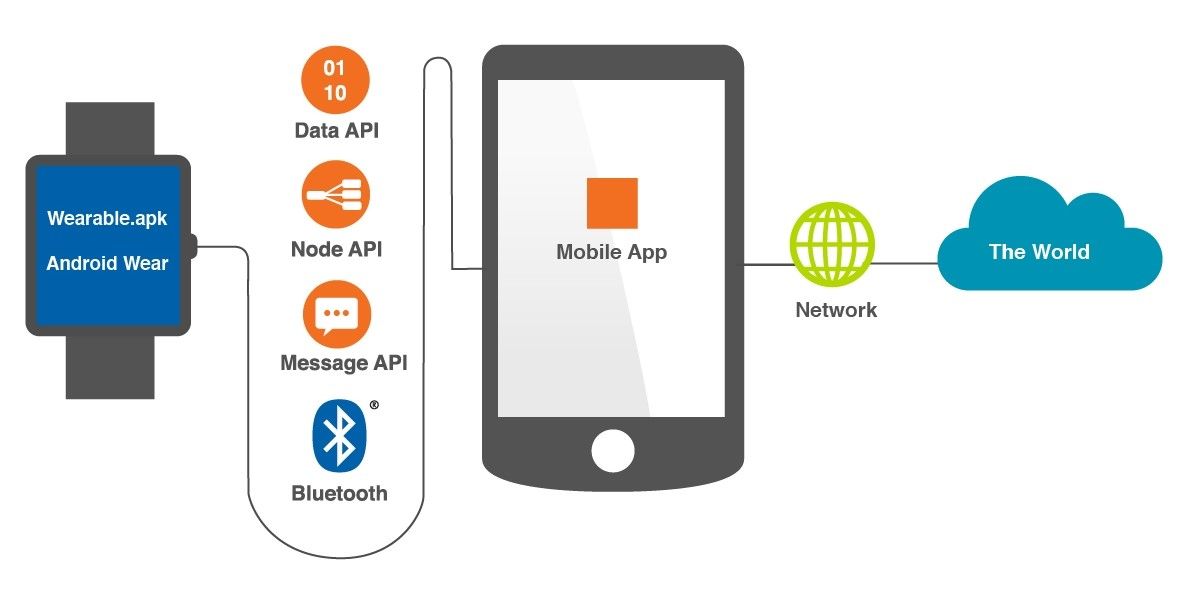 Wearable.apk
Android Wear
01
10
Data API
Node API
Message API
®
Bluetooth
Mobile App
Network
The World